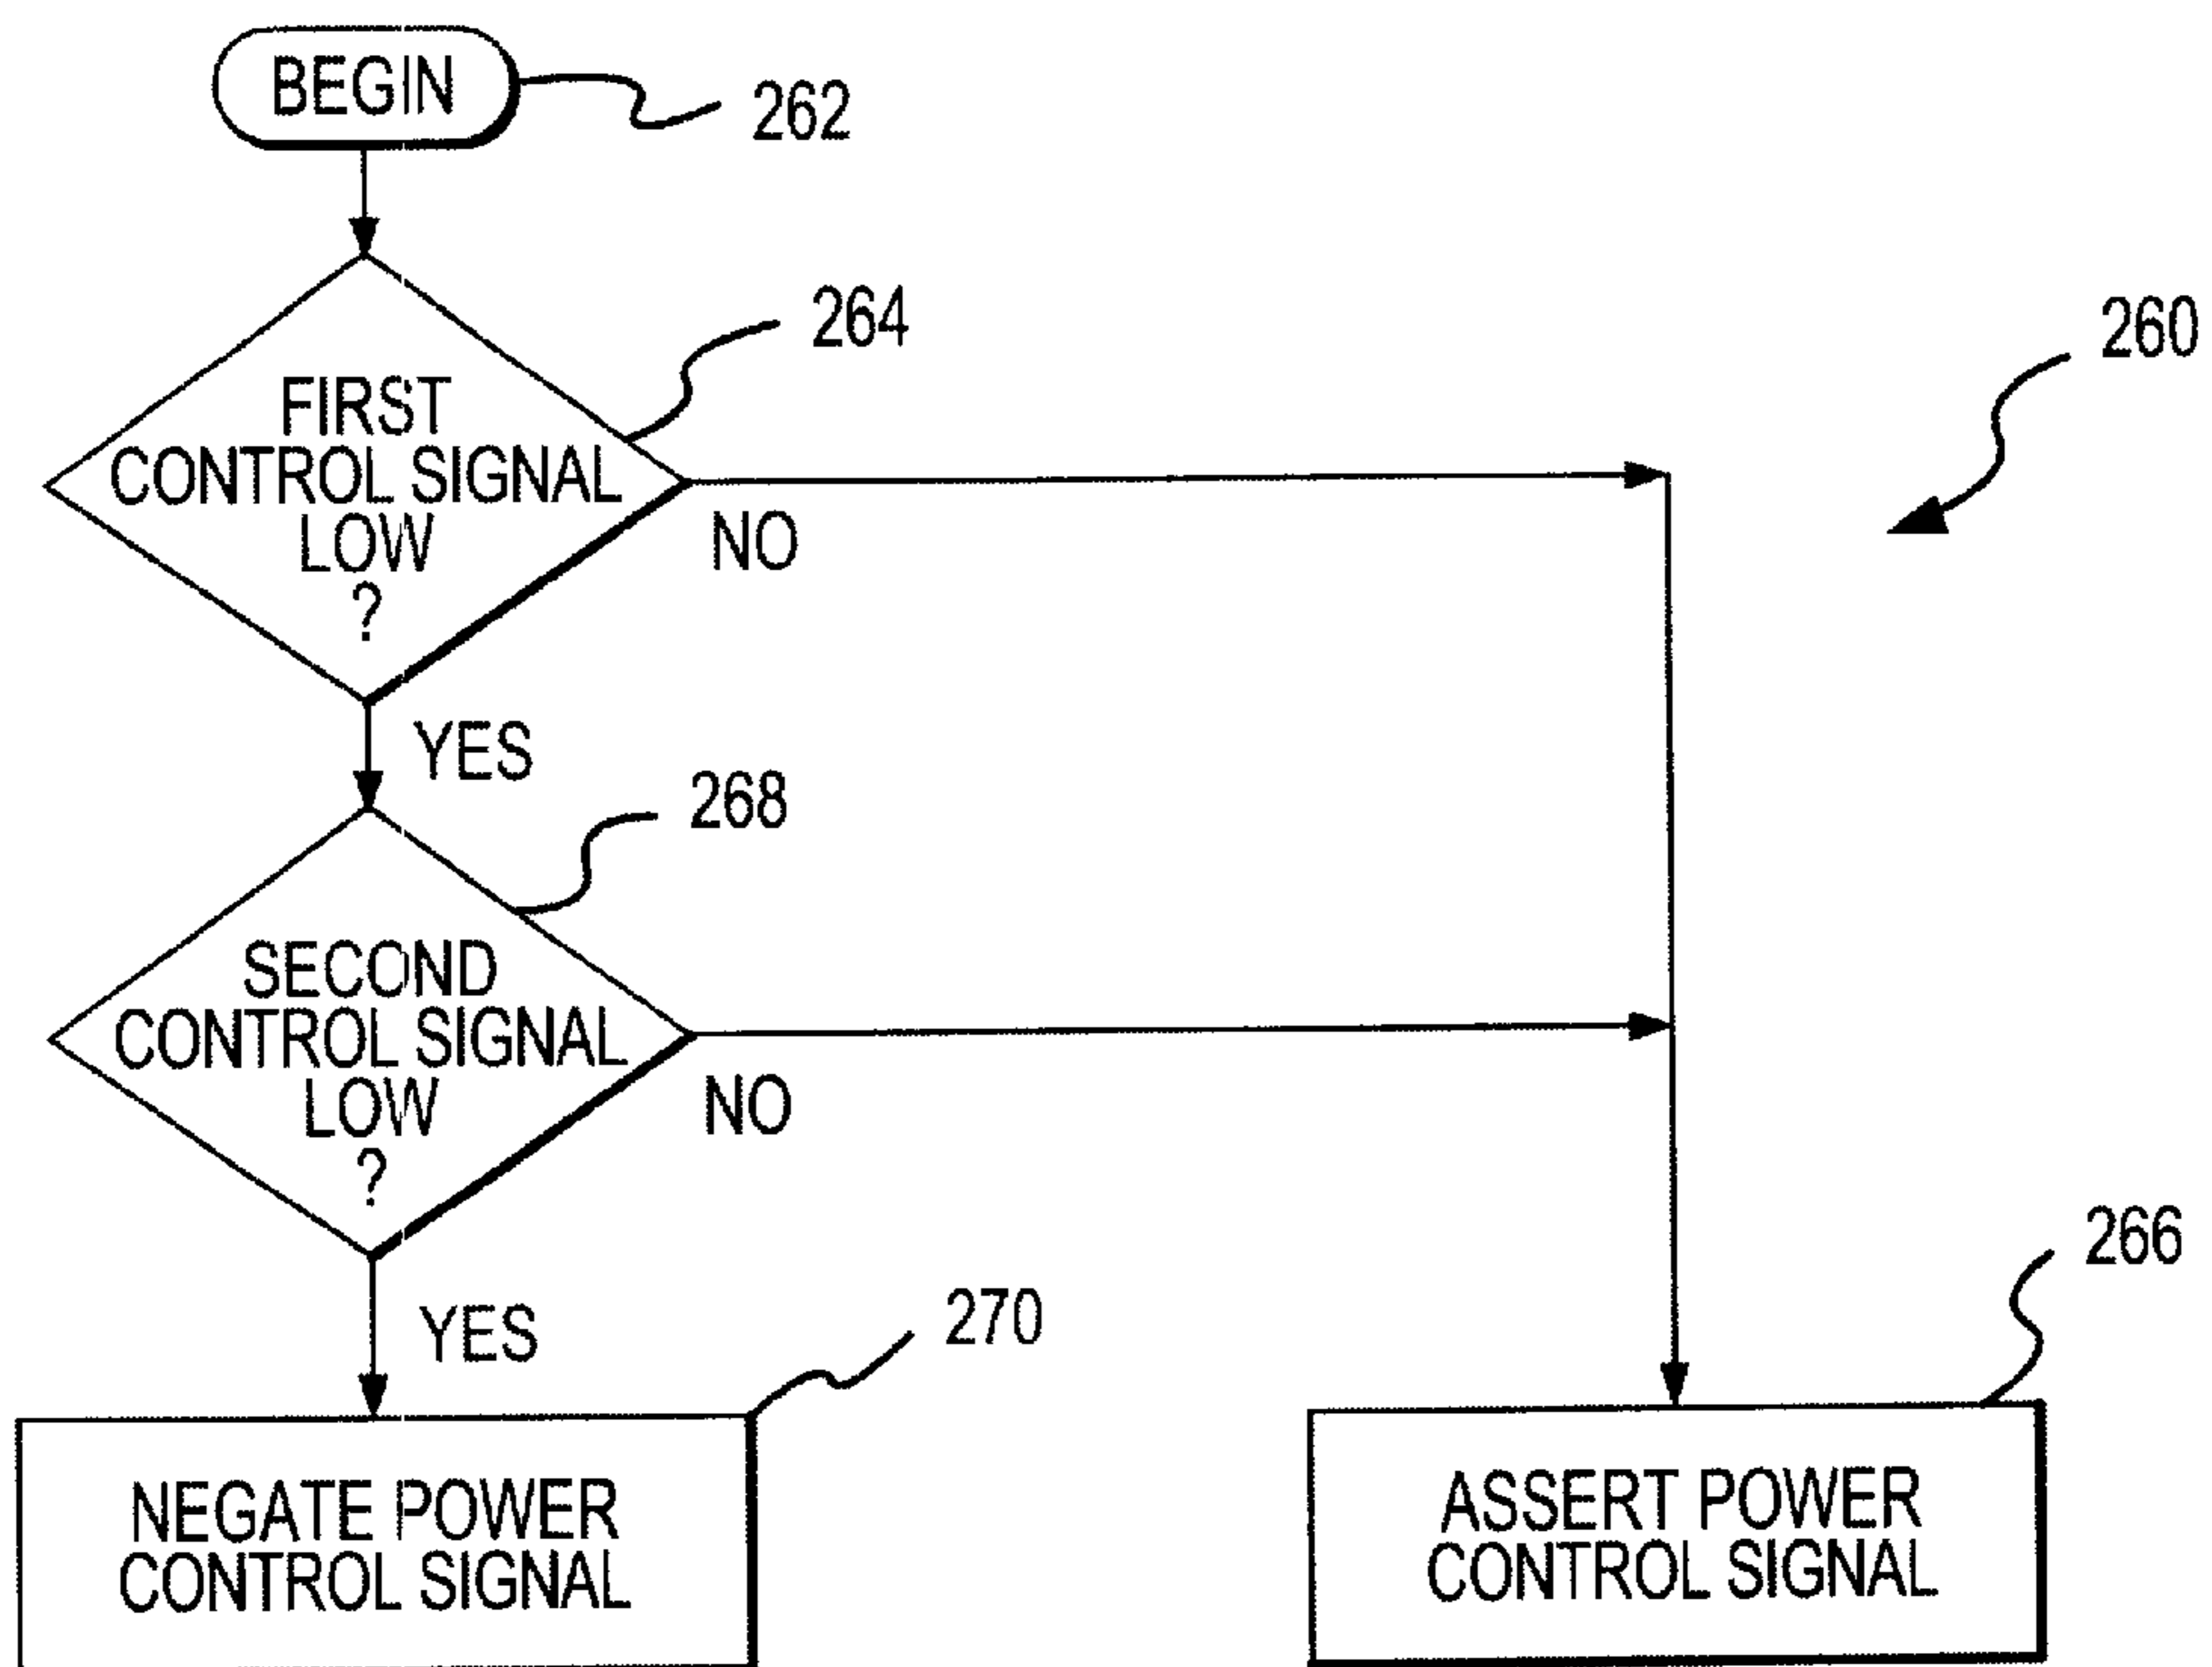 BEGIN
262
264
260
FIRST
CONTROL SIGNAL
LOW
?
NO
YES
268
SECOND
CONTROL SIGNAL
LOW
?
NO
YES
270
266
NEGATE POWER
CONTROL SIGNAL
ASSERT POWER
CONTROL SIGNAL